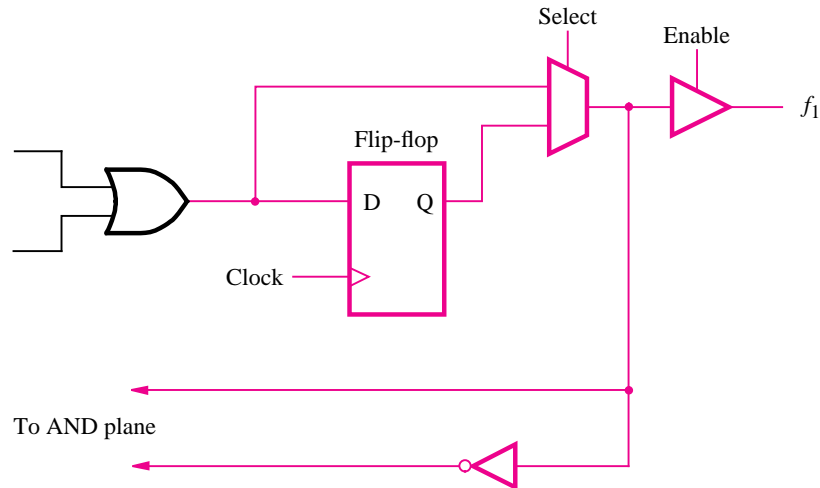 Select
Enable
f1
Flip-flop
D Q
Clock
To AND plane